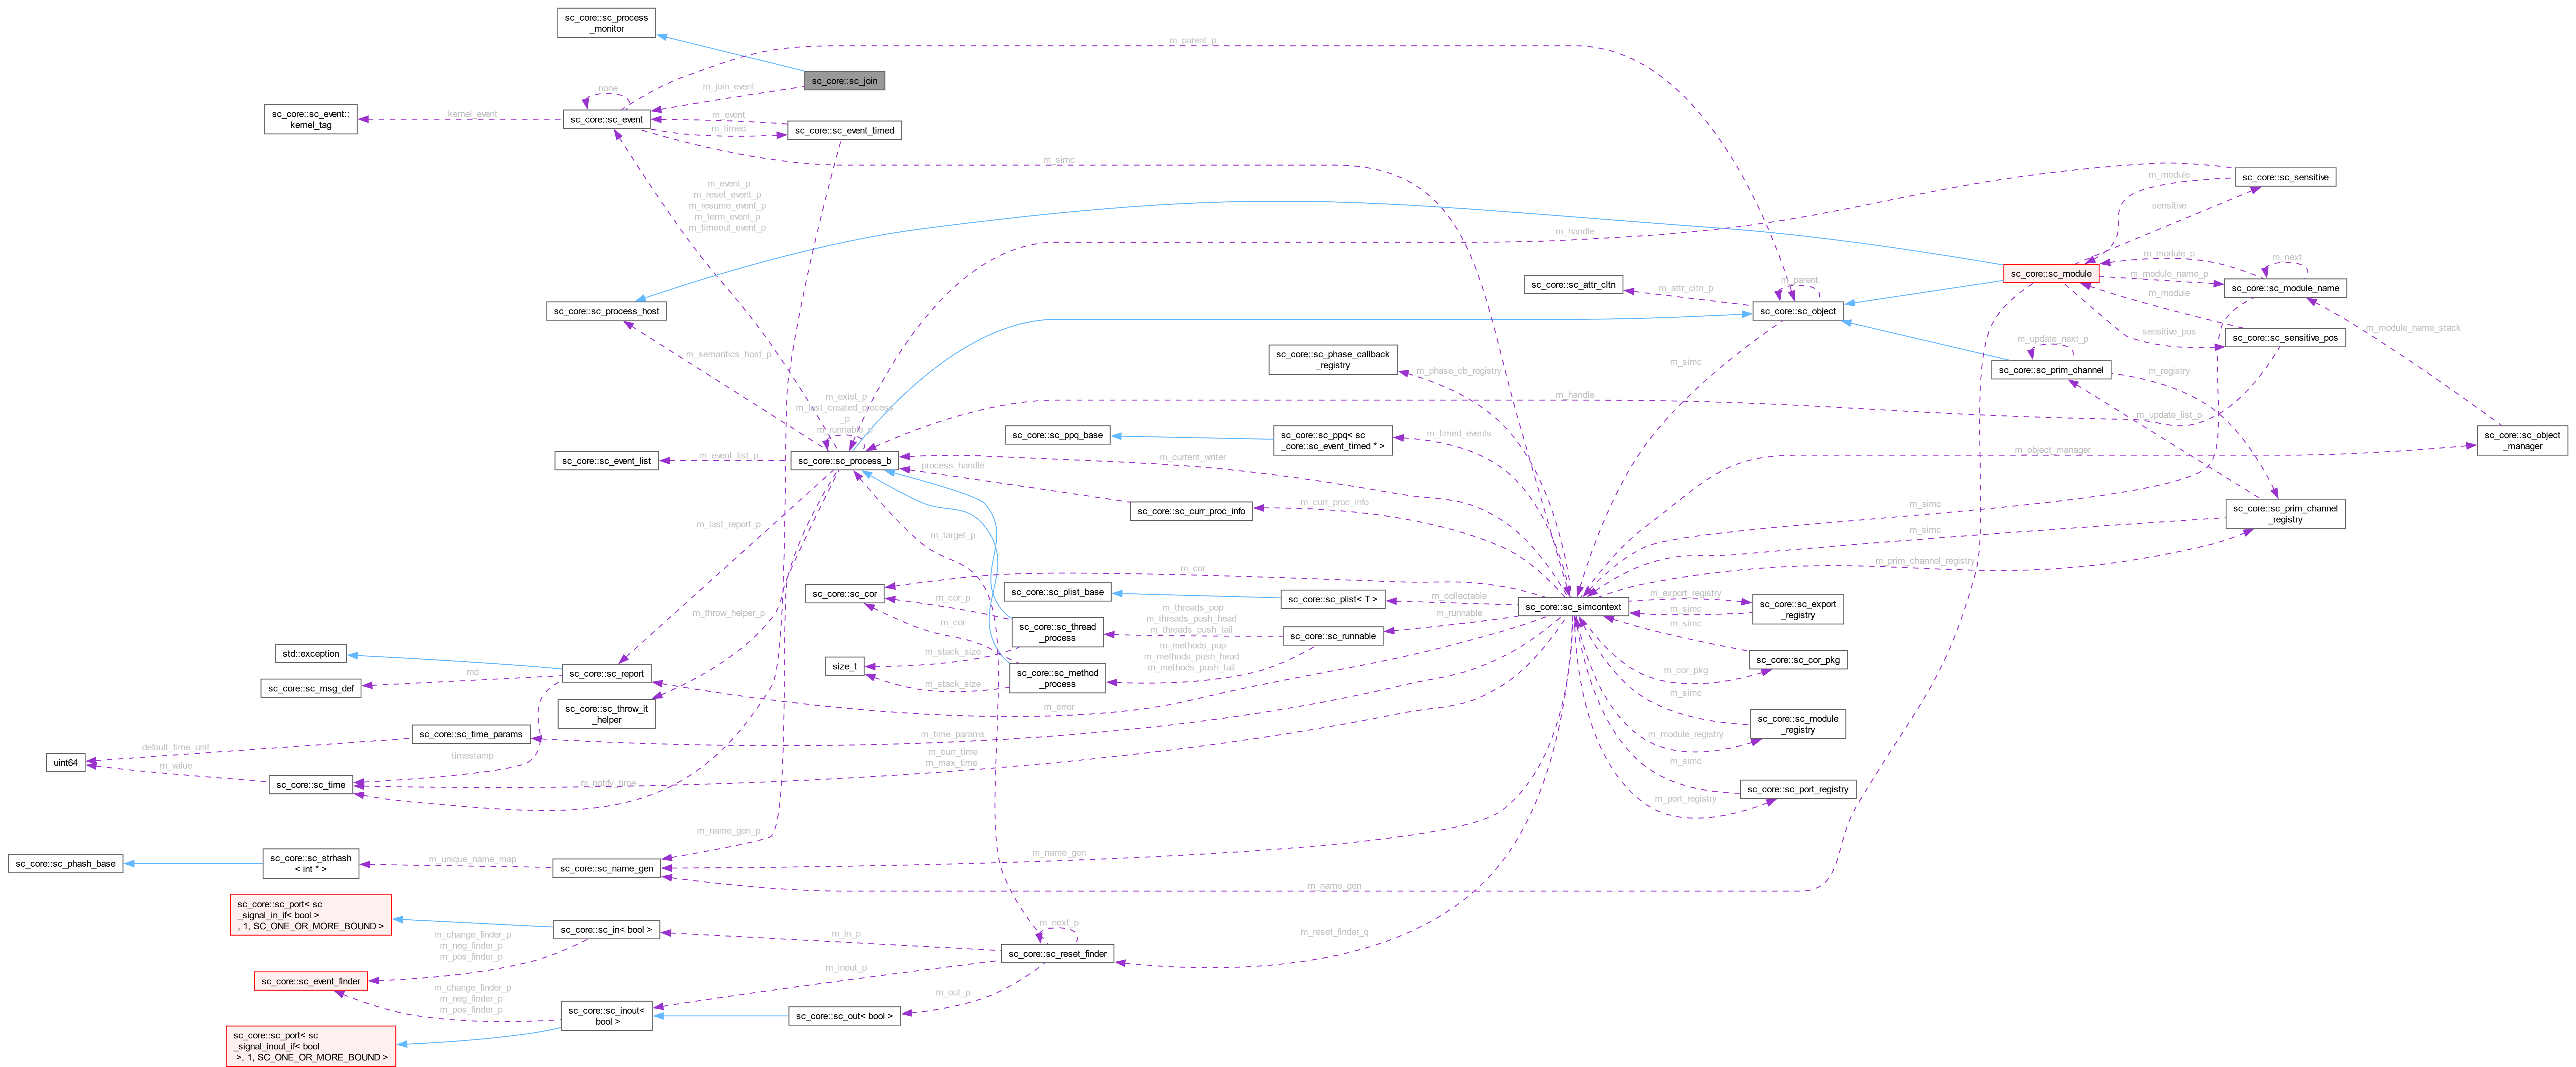 sc_core::sc_process
_monitor
m_parent_p
sc_core::sc_join
none
m_join_event
sc_core::sc_event::
kernel_tag
kernel_event
sc_core::sc_event
m_event
m_timed
sc_core::sc_event_timed
m_simc
m_event_p
m_reset_event_p
m_resume_event_p
m_term_event_p
m_timeout_event_p
m_handle
m_module
sc_core::sc_sensitive
sensitive
sc_core::sc_module
m_module_p
m_module_name_p
m_module
m_next
sc_core::sc_module_name
sc_core::sc_attr_cltn
m_attr_cltn_p
m_parent
sc_core::sc_object
sc_core::sc_process_host
sensitive_pos
sc_core::sc_sensitive_pos
m_module_name_stack
m_semantics_host_p
sc_core::sc_phase_callback
_registry
m_phase_cb_registry
m_simc
m_update_next_p
sc_core::sc_prim_channel
m_registry
m_exist_p
m_last_created_process
_p
m_runnable_p
m_handle
m_update_list_p
sc_core::sc_ppq_base
sc_core::sc_ppq< sc
_core::sc_event_timed * >
m_timed_events
sc_core::sc_object
_manager
m_object_manager
sc_core::sc_event_list
m_event_list_p
sc_core::sc_process_b
m_current_writer
process_handle
sc_core::sc_curr_proc_info
m_curr_proc_info
m_simc
sc_core::sc_prim_channel
_registry
m_simc
m_last_report_p
m_target_p
m_prim_channel_registry
m_cor
sc_core::sc_cor
m_cor_p
sc_core::sc_plist_base
sc_core::sc_plist< T >
m_collectable
sc_core::sc_simcontext
m_export_registry
m_simc
sc_core::sc_export
_registry
m_throw_helper_p
m_cor
sc_core::sc_thread
_process
m_threads_pop
m_threads_push_head
m_threads_push_tail
sc_core::sc_runnable
m_runnable
m_simc
std::exception
size_t
m_stack_size
m_methods_pop
m_methods_push_head
m_methods_push_tail
sc_core::sc_cor_pkg
m_cor_pkg
sc_core::sc_report
md
sc_core::sc_msg_def
m_stack_size
sc_core::sc_method
_process
m_simc
sc_core::sc_throw_it
_helper
m_error
sc_core::sc_module
_registry
m_module_registry
sc_core::sc_time_params
m_time_params
default_time_unit
uint64
m_value
timestamp
m_curr_time
m_max_time
m_simc
sc_core::sc_time
m_notify_time
sc_core::sc_port_registry
m_port_registry
m_name_gen_p
sc_core::sc_phash_base
sc_core::sc_strhash
< int * >
m_unique_name_map
sc_core::sc_name_gen
m_name_gen
m_name_gen
sc_core::sc_port< sc
_signal_in_if< bool >
, 1, SC_ONE_OR_MORE_BOUND >
sc_core::sc_in< bool >
m_in_p
m_next_p
sc_core::sc_reset_finder
m_reset_finder_q
m_change_finder_p
m_neg_finder_p
m_pos_finder_p
m_inout_p
sc_core::sc_event_finder
m_change_finder_p
m_neg_finder_p
m_pos_finder_p
m_out_p
sc_core::sc_inout<
bool >
sc_core::sc_out< bool >
sc_core::sc_port< sc
_signal_inout_if< bool
>, 1, SC_ONE_OR_MORE_BOUND >